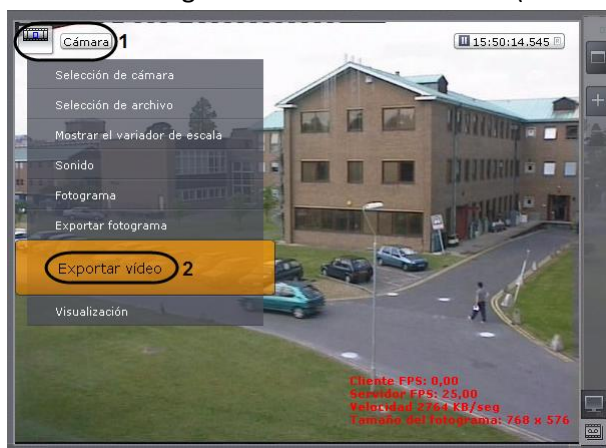 Cámara 1
15:50:14.545
Selección de cámara
Selección de archivo
Mostrar el variador de escala
Sonido
Fotograma
Exportar fotograma
Exportar vídeo 2
Visualización
Cliente FPS: 0,00
Servidor FPS: 25,00
Velocidad 2764 KB/seg
Tamaño del fotograma: 768 x 576